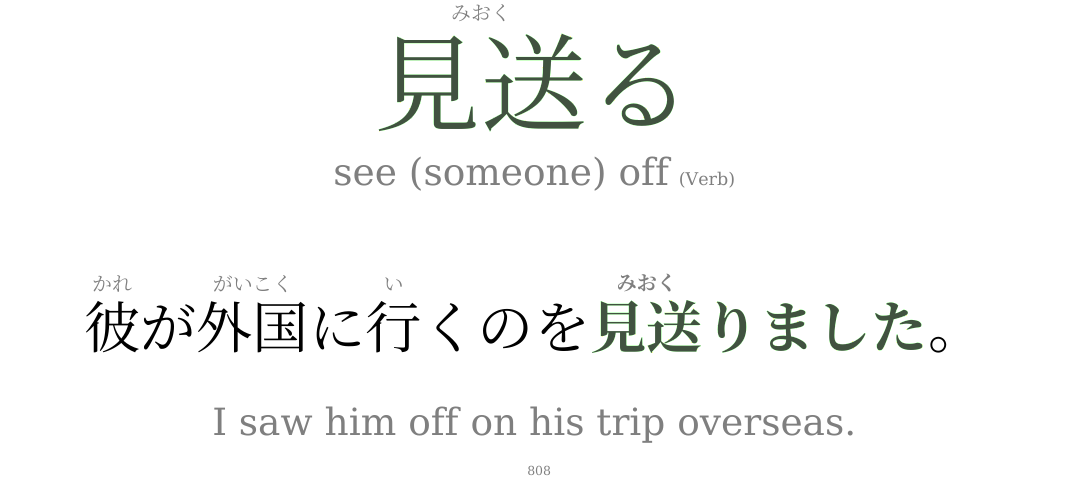 みおく
見送る
see (someone) off (Verb)
かれ がいこく い みおく
彼が外国に行くのを見送りました。
I saw him off on his trip overseas.
808